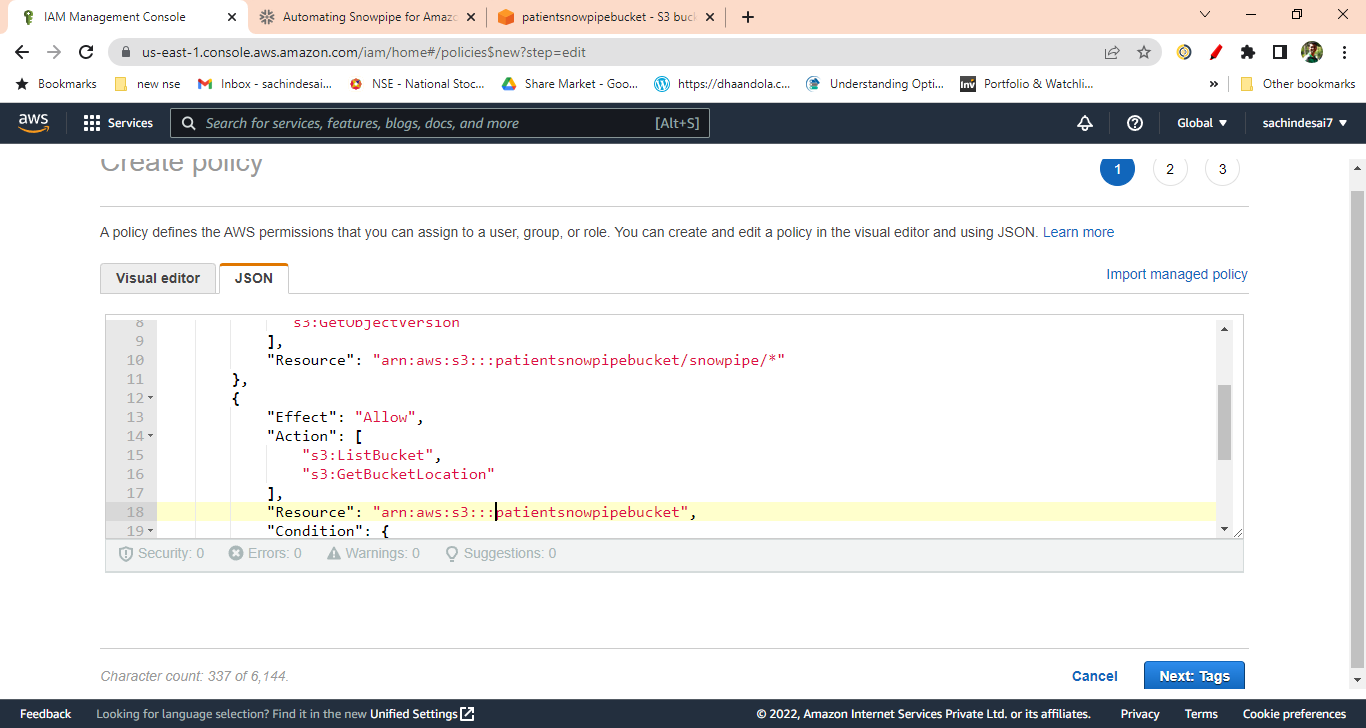 IAM Management Console
Automating Snowpipe for Amazo
patientsnowpipebucket - S3 buck
us-east-1.console.aws.amazon.com/iam/home#/policies$new?step=edit
Bookmarks
new nse
Inbox - sachindesai...
NSE - National Stoc...
Share Market - Goo...
https://dhaandola.c...
Understanding Opti...
Inv
Portfolio & Watchli...
»
Other bookmarks
aws
Services
Search for services, features, blogs, docs, and more
[Alt+S]
Global
sachindesai7
Create policy
1
2
3
A policy defines the AWS permissions that you can assign to a user, group, or role. You can create and edit a policy in the visual editor and using JSON. Learn more
Visual editor
JSON
Import managed policy
8 s3:GetObjectVersion
9 ],
10 "Resource": "arn:aws:s3:::patientsnowpipebucket/snowpipe/*"
11 },
12 {
13 "Effect": "Allow",
14 "Action": [
15 "s3:ListBucket",
16 "s3:GetBucketLocation"
17 ],
18 "Resource": "arn:aws:s3:::patientsnowpipebucket",
19 "Condition": {
Security: 0
Errors: 0
Warnings: 0
Suggestions: 0
Character count: 337 of 6,144.
Cancel
Next: Tags
Feedback
Looking for language selection? Find it in the new Unified Settings
© 2022, Amazon Internet Services Private Ltd. or its affiliates.
Privacy
Terms
Cookie preferences